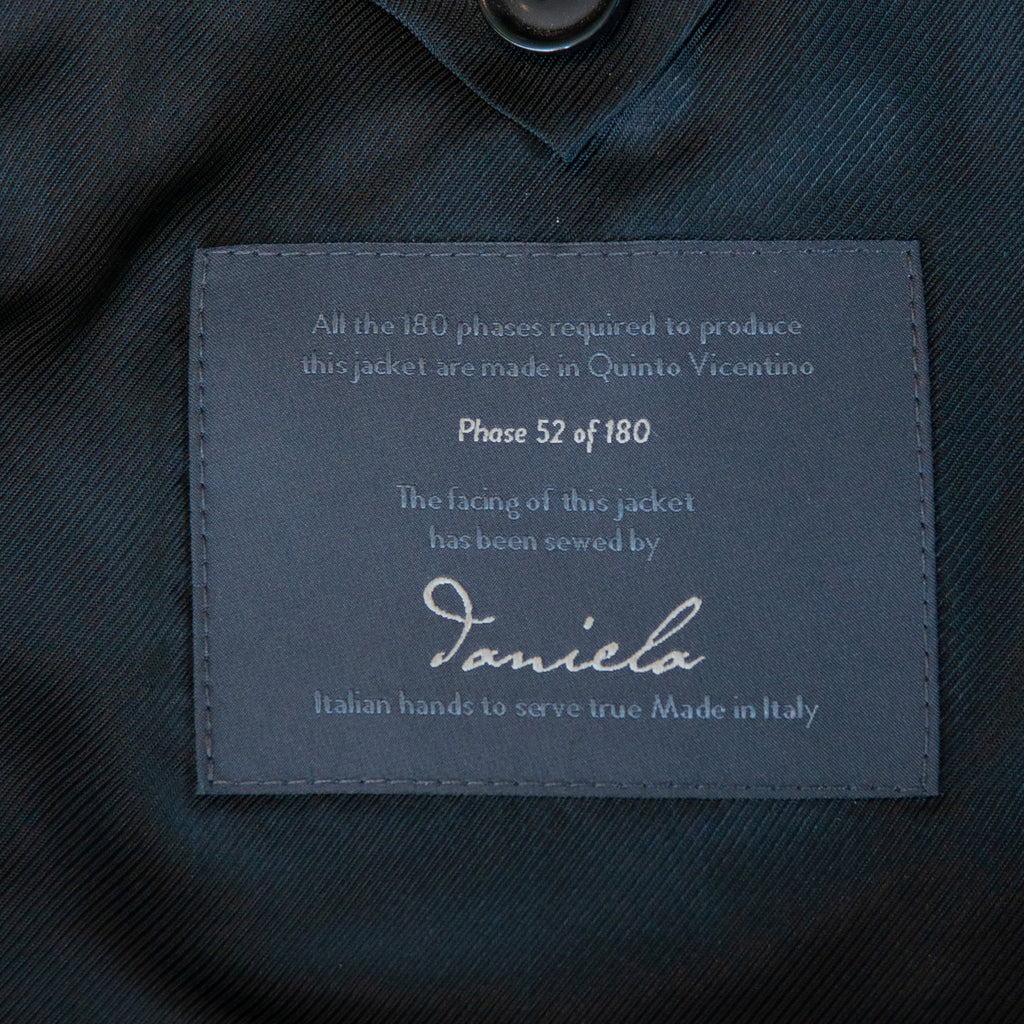 All the 180 phases required to produce
this jacket are made in Quinto Vicentino
Phase 52 of 180
The facing of this jacket
has been sewed by
Daniela
Italian hands to serve true Made in Italy